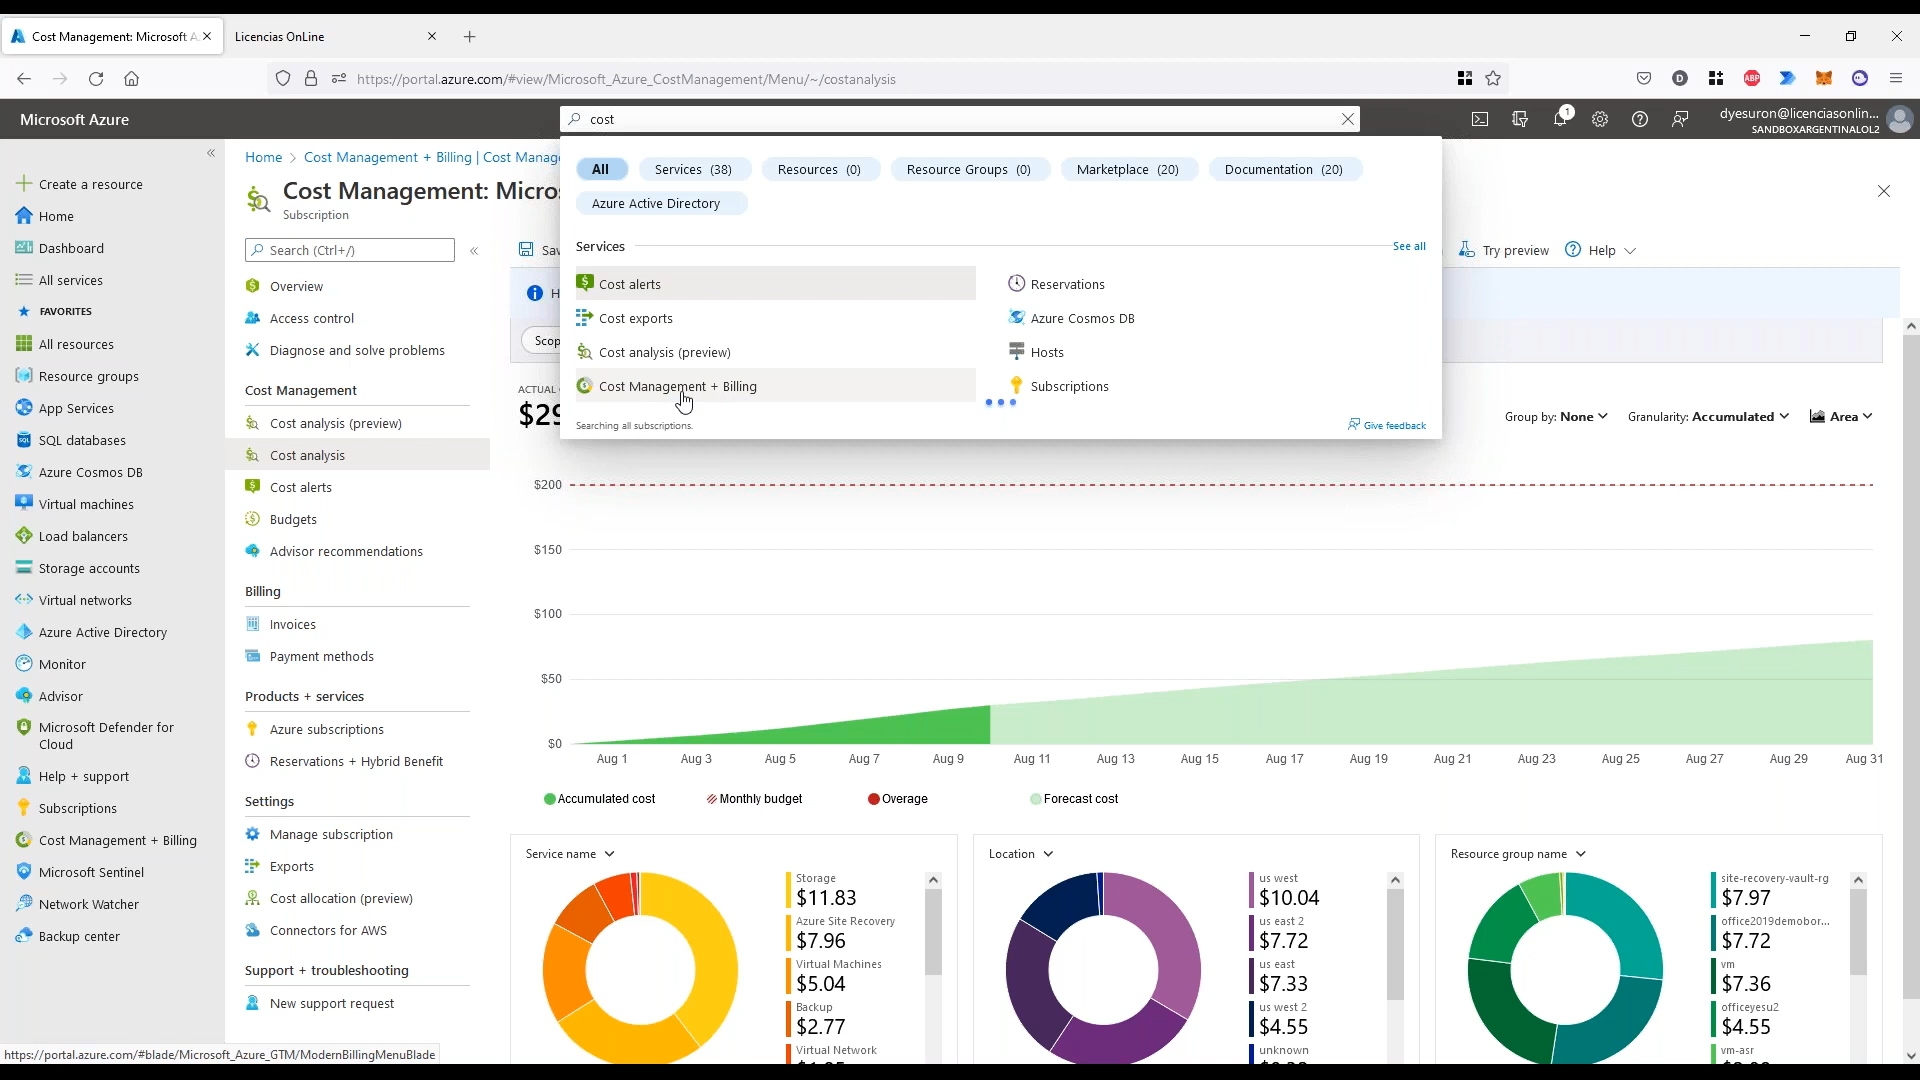 Cost Management: Microsoft A
Licencias OnLine
https://portal.azure.com/#view/Microsoft_Azure_CostManagement/Menu/~/costanalysis
D
ABP
Microsoft Azure
cost
1
dyesuron@licenciasonlin...
SANDBOXARGENTINALOL2
Create a resource
Home
Dashboard
All services
FAVORITES
All resources
Resource groups
App Services
SQL databases
Azure Cosmos DB
Virtual machines
Load balancers
Storage accounts
Virtual networks
Azure Active Directory
Monitor
Advisor
Microsoft Defender for
Cloud
Help + support
Subscriptions
Cost Management + Billing
Microsoft Sentinel
Network Watcher
Backup center
https://portal.azure.com/#blade/Microsoft_Azure_GTM/ModernBillingMenuBlade
Home > Cost Management + Billing | Cost Manag
Cost Management: Micros
Subscription
Search (Ctrl+/)
Overview
Access control
Diagnose and solve problems
Cost Management
Cost analysis (preview)
Cost analysis
Cost alerts
Budgets
Advisor recommendations
Billing
Invoices
Payment methods
Products + services
Azure subscriptions
Reservations + Hybrid Benefit
Settings
Manage subscription
Exports
Cost allocation (preview)
Connectors for AWS
Support + troubleshooting
New support request
All
Services (38)
Resources (0)
Resource Groups (0)
Marketplace (20)
Documentation (20)
Azure Active Directory
Services
See all
Cost alerts
Cost exports
Cost analysis (preview)
Cost Management + Billing
Reservations
Azure Cosmos DB
Hosts
Subscriptions
Searching all subscriptions.
Give feedback
Sav
Try preview
Help
H
Scop
ACTUAL
$29
Group by: None
Granularity: Accumulated
Area
$200
$150
$100
$50
$0
Aug 1
Aug 3
Aug 5
Aug 7
Aug 9
Aug 11
Aug 13
Aug 15
Aug 17
Aug 19
Aug 21
Aug 23
Aug 25
Aug 27
Aug 29
Aug 31
Accumulated cost
Monthly budget
Overage
Forecast cost
Service name
Storage
$11.83
Azure Site Recovery
$7.96
Virtual Machines
$5.04
Backup
$2.77
Virtual Network
Location
us west
$10.04
us east 2
$7.72
us east
$7.33
us west 2
$4.55
unknown
Resource group name
site-recovery-vault-rg
$7.97
office2019demobor...
$7.72
vm
$7.36
officeyesu2
$4.55
vm-asr